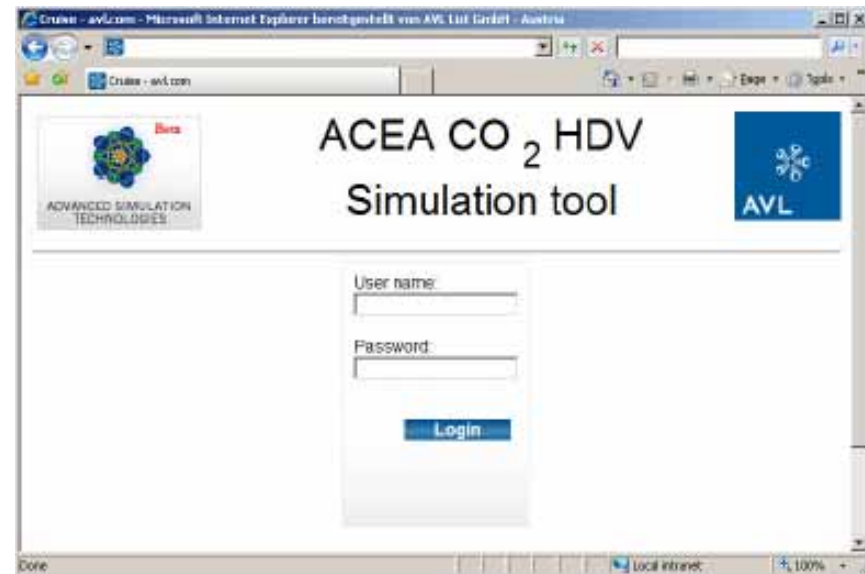 Cruise - avl.com - Microsoft Internet Explorer bereitgestellt von AVL List GmbH - Austria
Cruise - avl.com
Page
Tools
Beta
ADVANCED SIMULATION
TECHNOLOGIES
ACEA CO 2 HDV
Simulation tool
AVL
User name:
Password:
Login
Done
Local intranet
100%